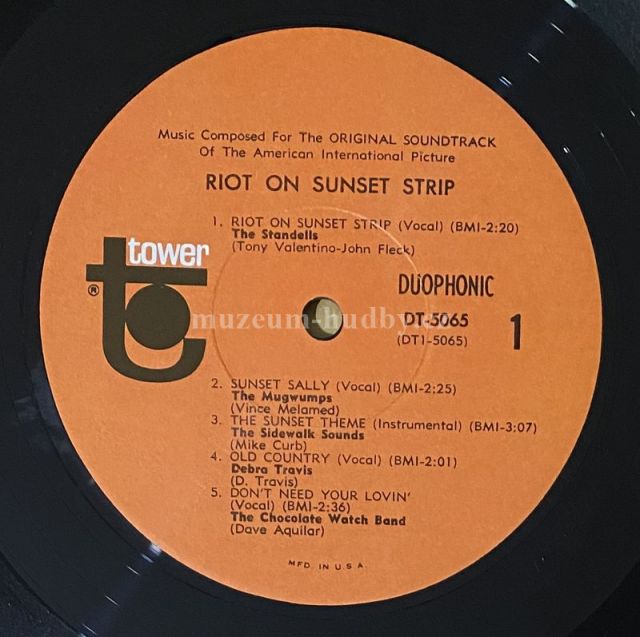 Music Composed For The ORIGINAL SOUNDTRACK
Of The American International Picture
RIOT ON SUNSET STRIP
1. RIOT ON SUNSET STRIP (Vocal) (BMI-2:20)
The Standells
(Tony Valentino-John Fleck)
tower
®
DUOPHONIC
DT-5065
(DT1-5065)
1
muzeum-hudby.cz
2. SUNSET SALLY (Vocal) (BMI-2:25)
The Mugwumps
(Vince Melamed)
3. THE SUNSET THEME (Instrumental) (BMI-3:07)
The Sidewalk Sounds
(Mike Curb)
4. OLD COUNTRY (Vocal) (BMI-2:01)
Debra Travis
(D. Travis)
5. DON'T NEED YOUR LOVIN'
(Vocal) (BMI-2:36)
The Chocolate Watch Band
(Dave Aguilar)
MFD. IN U.S.A.